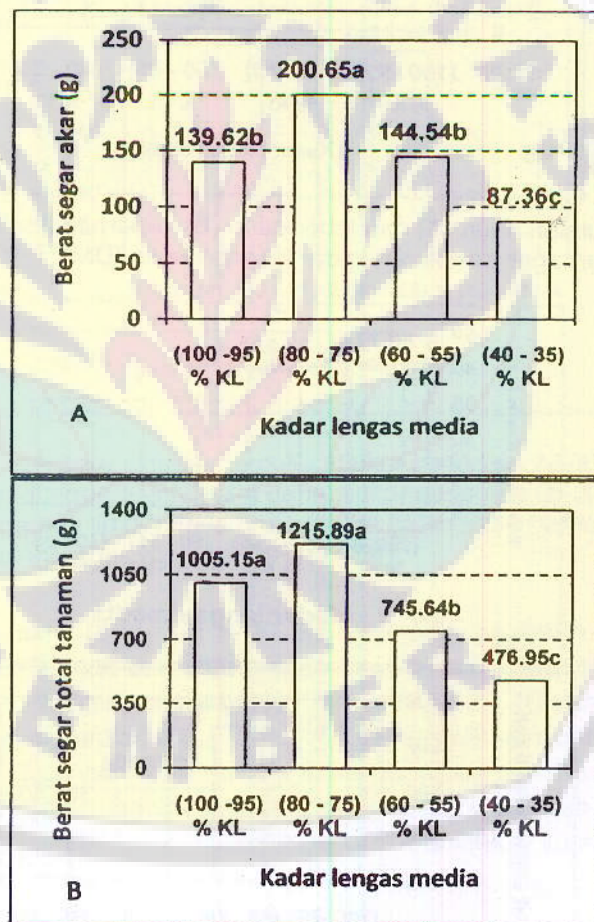 250
200
150
100
50
0
Berat segar akar (g)
139.62b
200.65a
144.54b
87.36c
(100 -95) (80 - 75) (60 - 55) (40 - 35)
% KL % KL % KL % KL
A
Kadar lengas media
1400
1050
700
350
0
Berat segar total tanaman (g)
1005.15a
1215.89a
745.64b
476.95c
(100 -95) (80 - 75) (60 - 55) (40 - 35)
% KL % KL % KL % KL
Kadar lengas media
B
EMBER